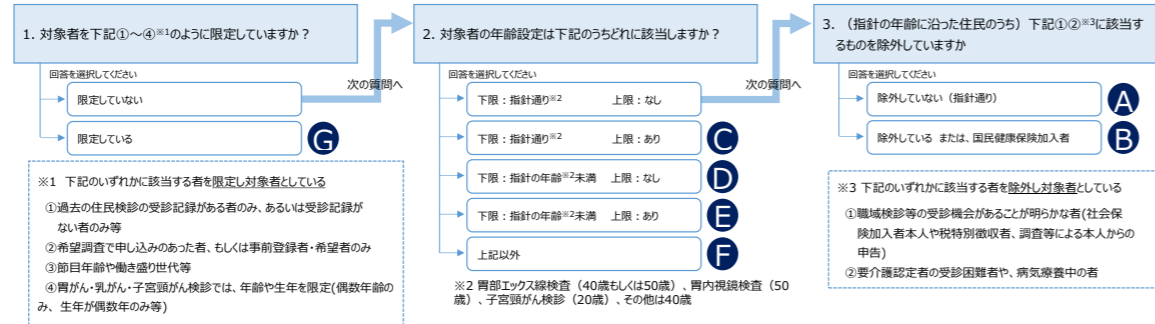 1. 対象者を下記①～④※1のように限定していますか？
回答を選択してください
限定していない
次の質問へ
限定している
G
※1 下記のいずれかに該当する者を限定し対象者としている
①過去の住民検診の受診記録がある者のみ、あるいは受診記録が
ない者のみ等
②希望調査で申し込みのあった者、もしくは事前登録者・希望者のみ
③節目年齢や働き盛り世代等
④胃がん・乳がん・子宮頸がん検診では、年齢や生年を限定(偶数年齢の
み、生年が偶数年のみ等)
2. 対象者の年齢設定は下記のうちどれに該当しますか？
回答を選択してください
下限：指針通り※2 上限：なし
次の質問へ
下限：指針通り※2 上限：あり
C
下限：指針の年齢※2未満 上限：なし
D
下限：指針の年齢※2未満 上限：あり
E
上記以外
F
※2 胃部エックス線検査（40歳もしくは50歳）、胃内視鏡検査（50
歳）、子宮頸がん検診（20歳）、その他は40歳
3. （指針の年齢に沿った住民のうち）下記①②※3に該当す
るものを除外していますか
回答を選択してください
除外していない（指針通り）
A
除外している または、国民健康保険加入者
B
※3 下記のいずれかに該当する者を除外し対象者としている
①職域検診等の受診機会があることが明らかな者(社会保
険加入者本人や税特別徴収者、調査等による本人からの
申告)
②要介護認定者の受診困難者や、病気療養中の者